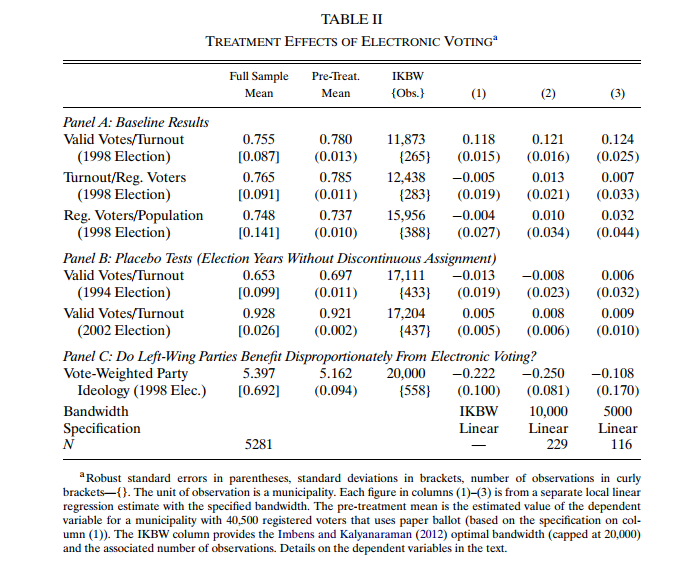 TABLE II
TREATMENT EFFECTS OF ELECTRONIC VOTINGa
Full Sample Pre-Treat. IKBW
Mean Mean {Obs.} (1) (2) (3)
Panel A: Baseline Results
Valid Votes/Turnout 0.755 0.780 11,873 0.118 0.121 0.124
(1998 Election) [0.087] (0.013) {265} (0.015) (0.016) (0.025)
Turnout/Reg. Voters 0.765 0.785 12,438 −0.005 0.013 0.007
(1998 Election) [0.091] (0.011) {283} (0.019) (0.021) (0.033)
Reg. Voters/Population 0.748 0.737 15,956 −0.004 0.010 0.032
(1998 Election) [0.141] (0.010) {388} (0.027) (0.034) (0.044)
Panel B: Placebo Tests (Election Years Without Discontinuous Assignment)
Valid Votes/Turnout 0.653 0.697 17,111 −0.013 −0.008 0.006
(1994 Election) [0.099] (0.011) {433} (0.019) (0.023) (0.032)
Valid Votes/Turnout 0.928 0.921 17,204 0.005 0.008 0.009
(2002 Election) [0.026] (0.002) {437} (0.005) (0.006) (0.010)
Panel C: Do Left-Wing Parties Benefit Disproportionately From Electronic Voting?
Vote-Weighted Party 5.397 5.162 20,000 −0.222 −0.250 −0.108
Ideology (1998 Elec.) [0.692] (0.094) {558} (0.100) (0.081) (0.170)
Bandwidth IKBW 10,000 5000
Specification Linear Linear Linear
N 5281 — 229 116
aRobust standard errors in parentheses, standard deviations in brackets, number of observations in curly
brackets—{}. The unit of observation is a municipality. Each figure in columns (1)–(3) is from a separate local linear
regression estimate with the specified bandwidth. The pre-treatment mean is the estimated value of the dependent
variable for a municipality with 40,500 registered voters that uses paper ballot (based on the specification on col-
umn (1)). The IKBW column provides the Imbens and Kalyanaraman (2012) optimal bandwidth (capped at 20,000)
and the associated number of observations. Details on the dependent variables in the text.